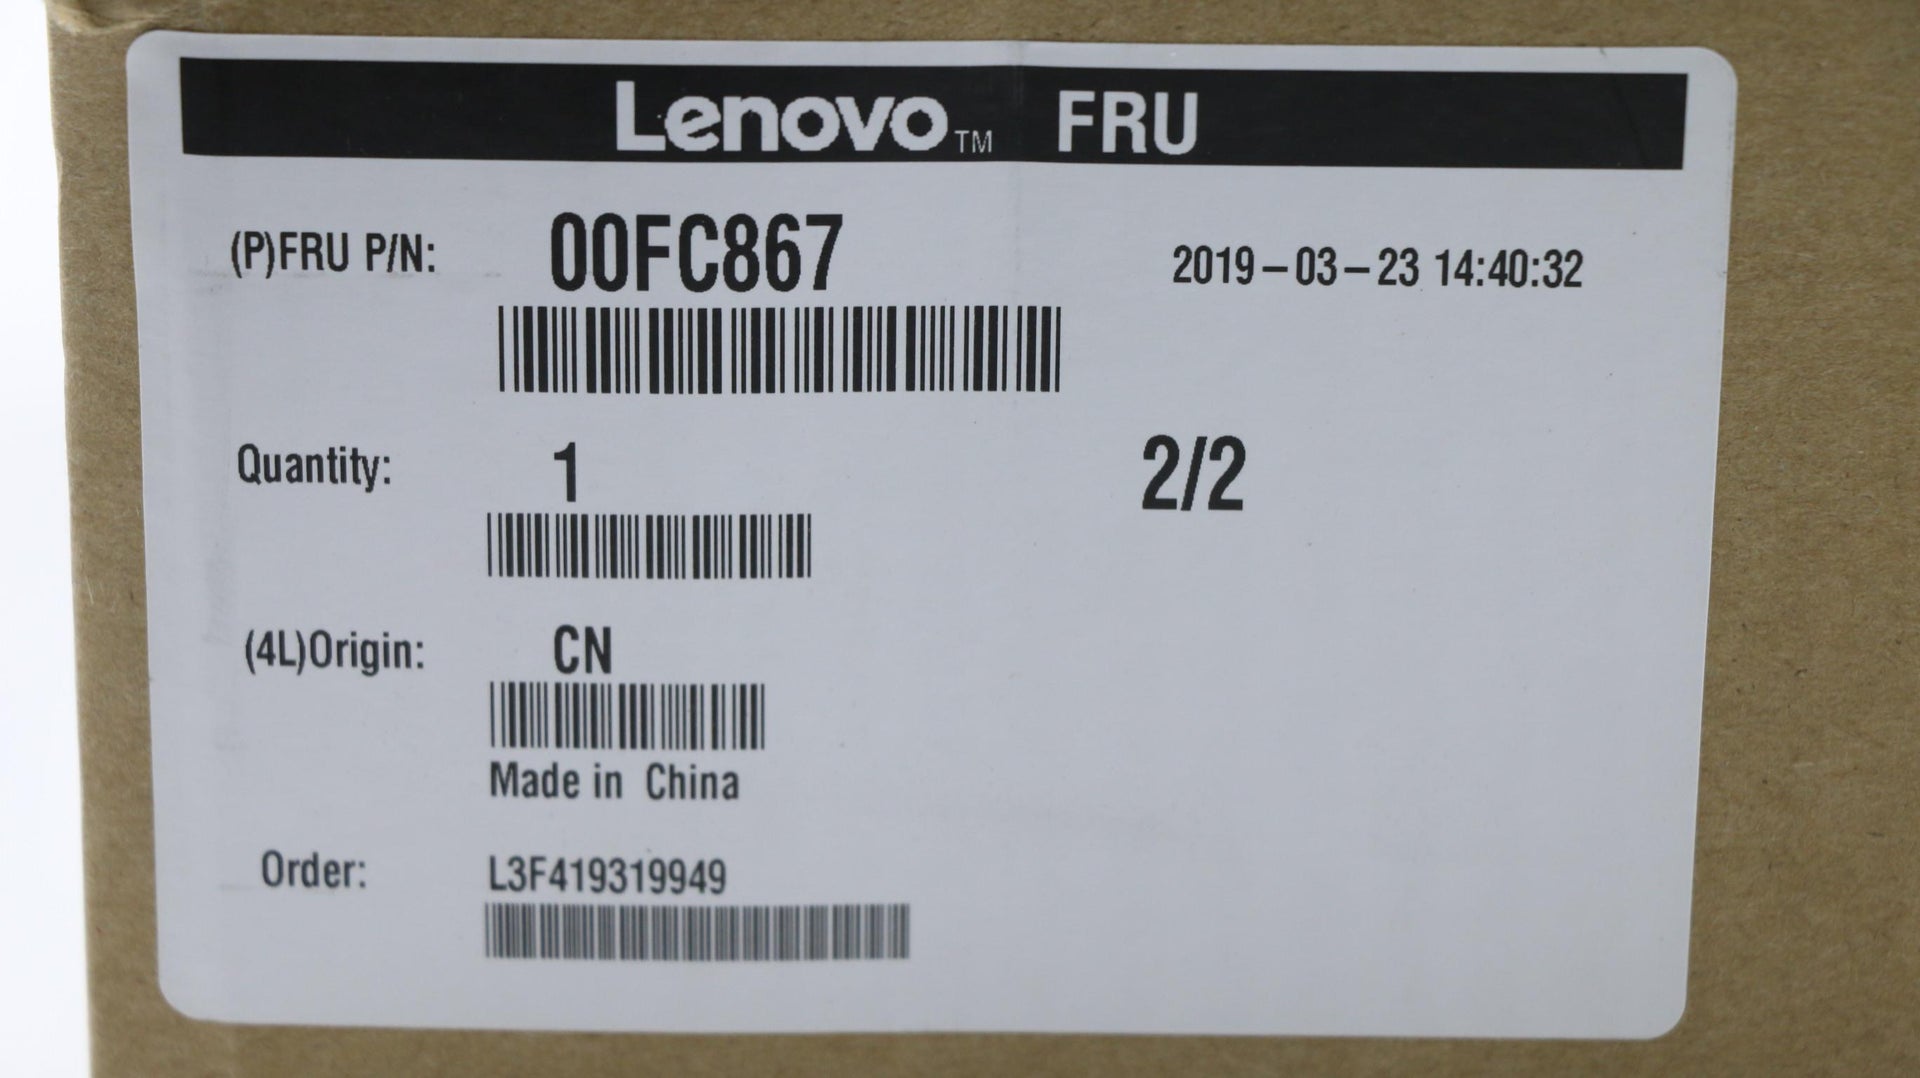 Lenovo™ FRU
(P)FRU P/N: 00FC867 2019-03-23 14:40:32
Quantity: 1 2/2
(4L)Origin: CN
Made in China
Order: L3F419319949